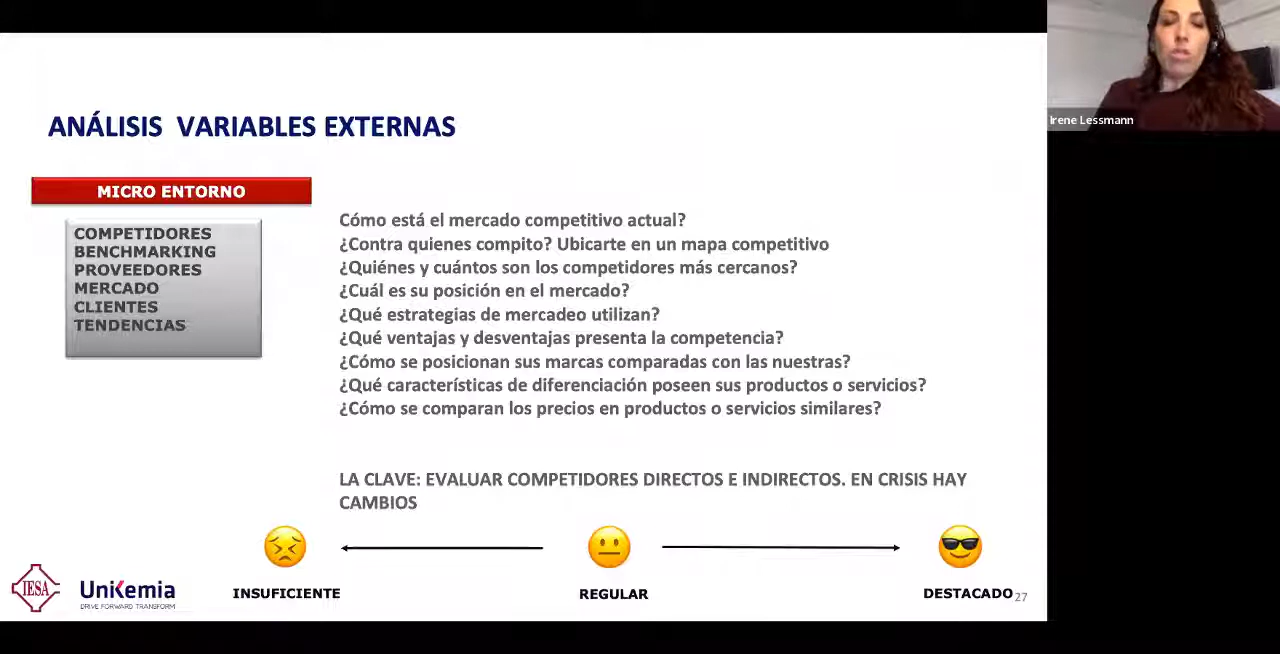 Irene Lessmann
ANÁLISIS VARIABLES EXTERNAS
MICRO ENTORNO
COMPETIDORES
BENCHMARKING
PROVEEDORES
MERCADO
CLIENTES
TENDENCIAS
Cómo está el mercado competitivo actual?
¿Contra quienes compito? Ubicarte en un mapa competitivo
¿Quiénes y cuántos son los competidores más cercanos?
¿Cuál es su posición en el mercado?
¿Qué estrategias de mercadeo utilizan?
¿Qué ventajas y desventajas presenta la competencia?
¿Cómo se posicionan sus marcas comparadas con las nuestras?
¿Qué características de diferenciación poseen sus productos o servicios?
¿Cómo se comparan los precios en productos o servicios similares?
LA CLAVE: EVALUAR COMPETIDORES DIRECTOS E INDIRECTOS. EN CRISIS HAY
CAMBIOS
INSUFICIENTE
REGULAR
DESTACADO
27
IESA
UniKemia
DRIVE FORWARD TRANSFORM